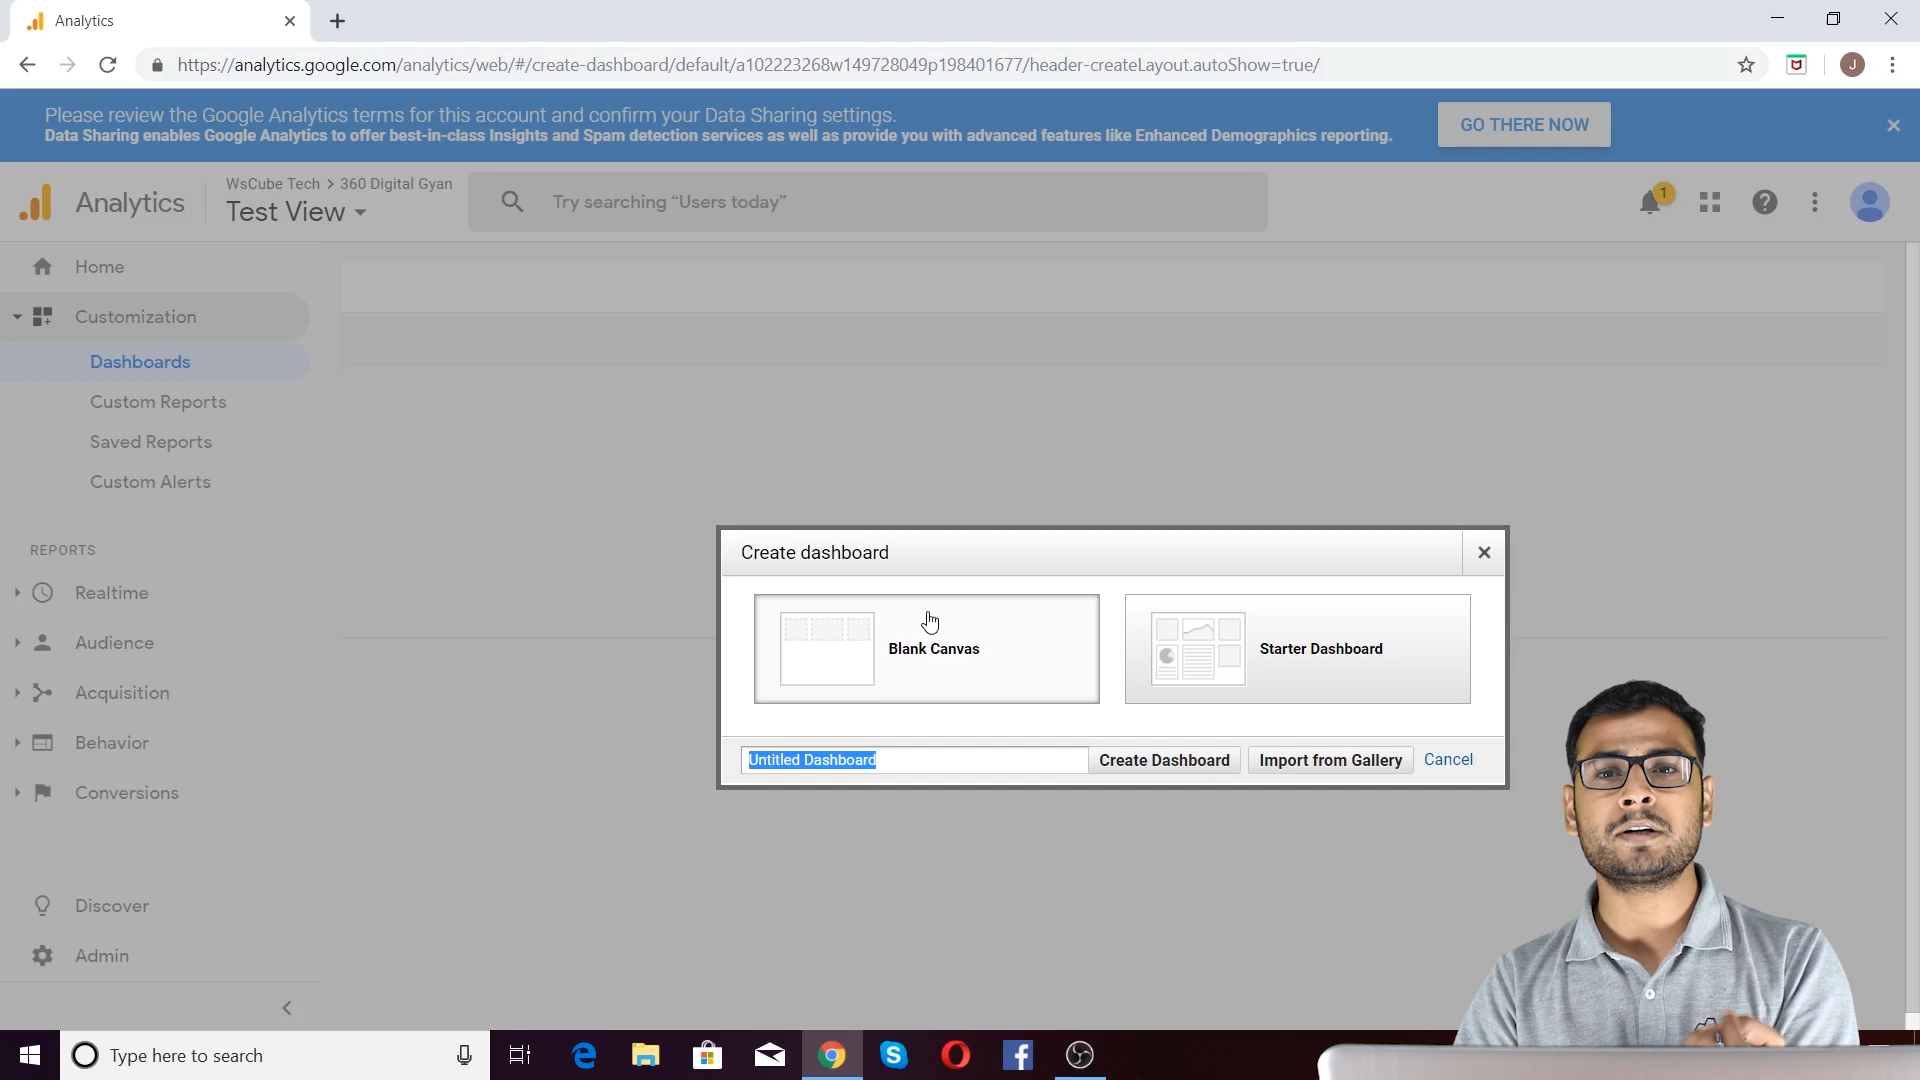 Analytics
https://analytics.google.com/analytics/web/#/create-dashboard/default/a102223268w149728049p198401677/header-createLayout.autoShow=true/
J
Please review the Google Analytics terms for this account and confirm your Data Sharing settings.
Data Sharing enables Google Analytics to offer best-in-class Insights and Spam detection services as well as provide you with advanced features like Enhanced Demographics reporting.
GO THERE NOW
Analytics
WsCube Tech > 360 Digital Gyan
Test View
Try searching “Users today”
1
Home
Customization
Dashboards
Custom Reports
Saved Reports
Custom Alerts
REPORTS
Realtime
Audience
Acquisition
Behavior
Conversions
Discover
Admin
Create dashboard
Blank Canvas
Starter Dashboard
Untitled Dashboard
Create Dashboard
Import from Gallery
Cancel
Type here to search